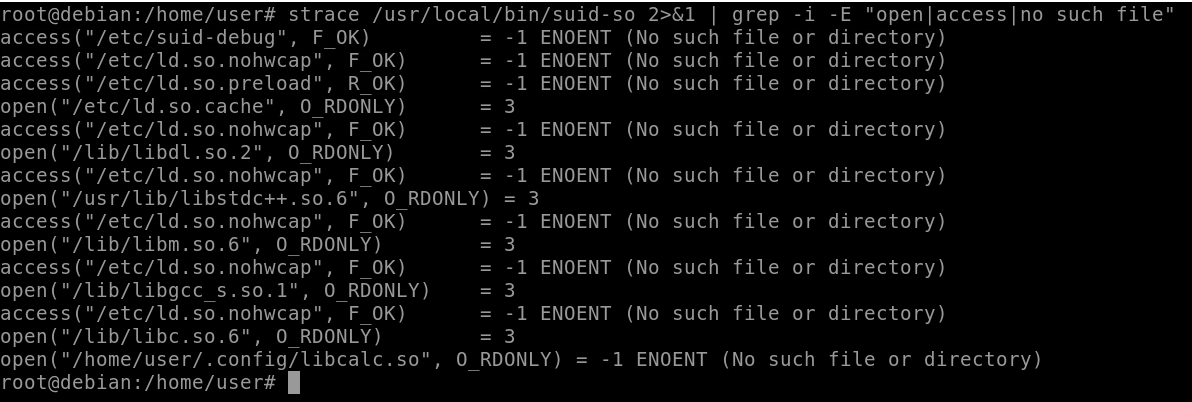 root@debian:/home/user# strace /usr/local/bin/suid-so 2>&1 | grep -i -E "open|access|no such file"
access("/etc/suid-debug", F_OK)         = -1 ENOENT (No such file or directory)
access("/etc/ld.so.nohwcap", F_OK)      = -1 ENOENT (No such file or directory)
access("/etc/ld.so.preload", R_OK)      = -1 ENOENT (No such file or directory)
open("/etc/ld.so.cache", O_RDONLY)      = 3
access("/etc/ld.so.nohwcap", F_OK)      = -1 ENOENT (No such file or directory)
open("/lib/libdl.so.2", O_RDONLY)       = 3
access("/etc/ld.so.nohwcap", F_OK)      = -1 ENOENT (No such file or directory)
open("/usr/lib/libstdc++.so.6", O_RDONLY) = 3
access("/etc/ld.so.nohwcap", F_OK)      = -1 ENOENT (No such file or directory)
open("/lib/libm.so.6", O_RDONLY)        = 3
access("/etc/ld.so.nohwcap", F_OK)      = -1 ENOENT (No such file or directory)
open("/lib/libgcc_s.so.1", O_RDONLY)    = 3
access("/etc/ld.so.nohwcap", F_OK)      = -1 ENOENT (No such file or directory)
open("/lib/libc.so.6", O_RDONLY)        = 3
open("/home/user/.config/libcalc.so", O_RDONLY) = -1 ENOENT (No such file or directory)
root@debian:/home/user#